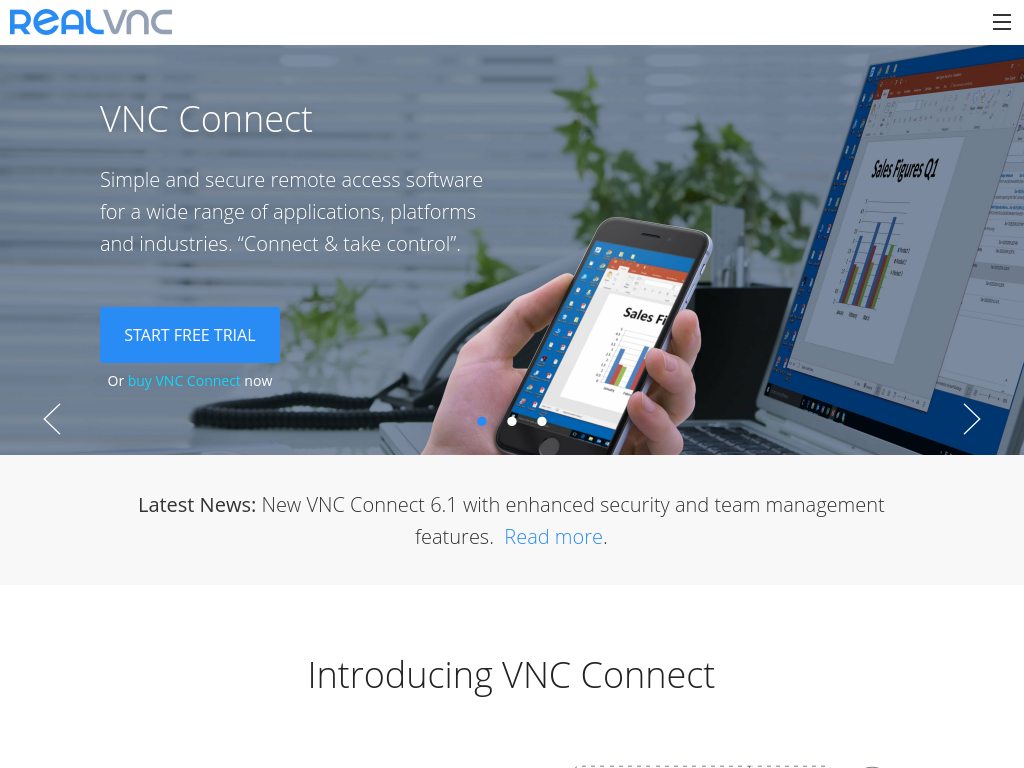 REALVNC
VNC Connect
Simple and secure remote access software
for a wide range of applications, platforms
and industries. “Connect & take control”.
START FREE TRIAL
Or buy VNC Connect now
Sales Figures Q1
Sales Fi
Latest News: New VNC Connect 6.1 with enhanced security and team management
features. Read more.
Introducing VNC Connect